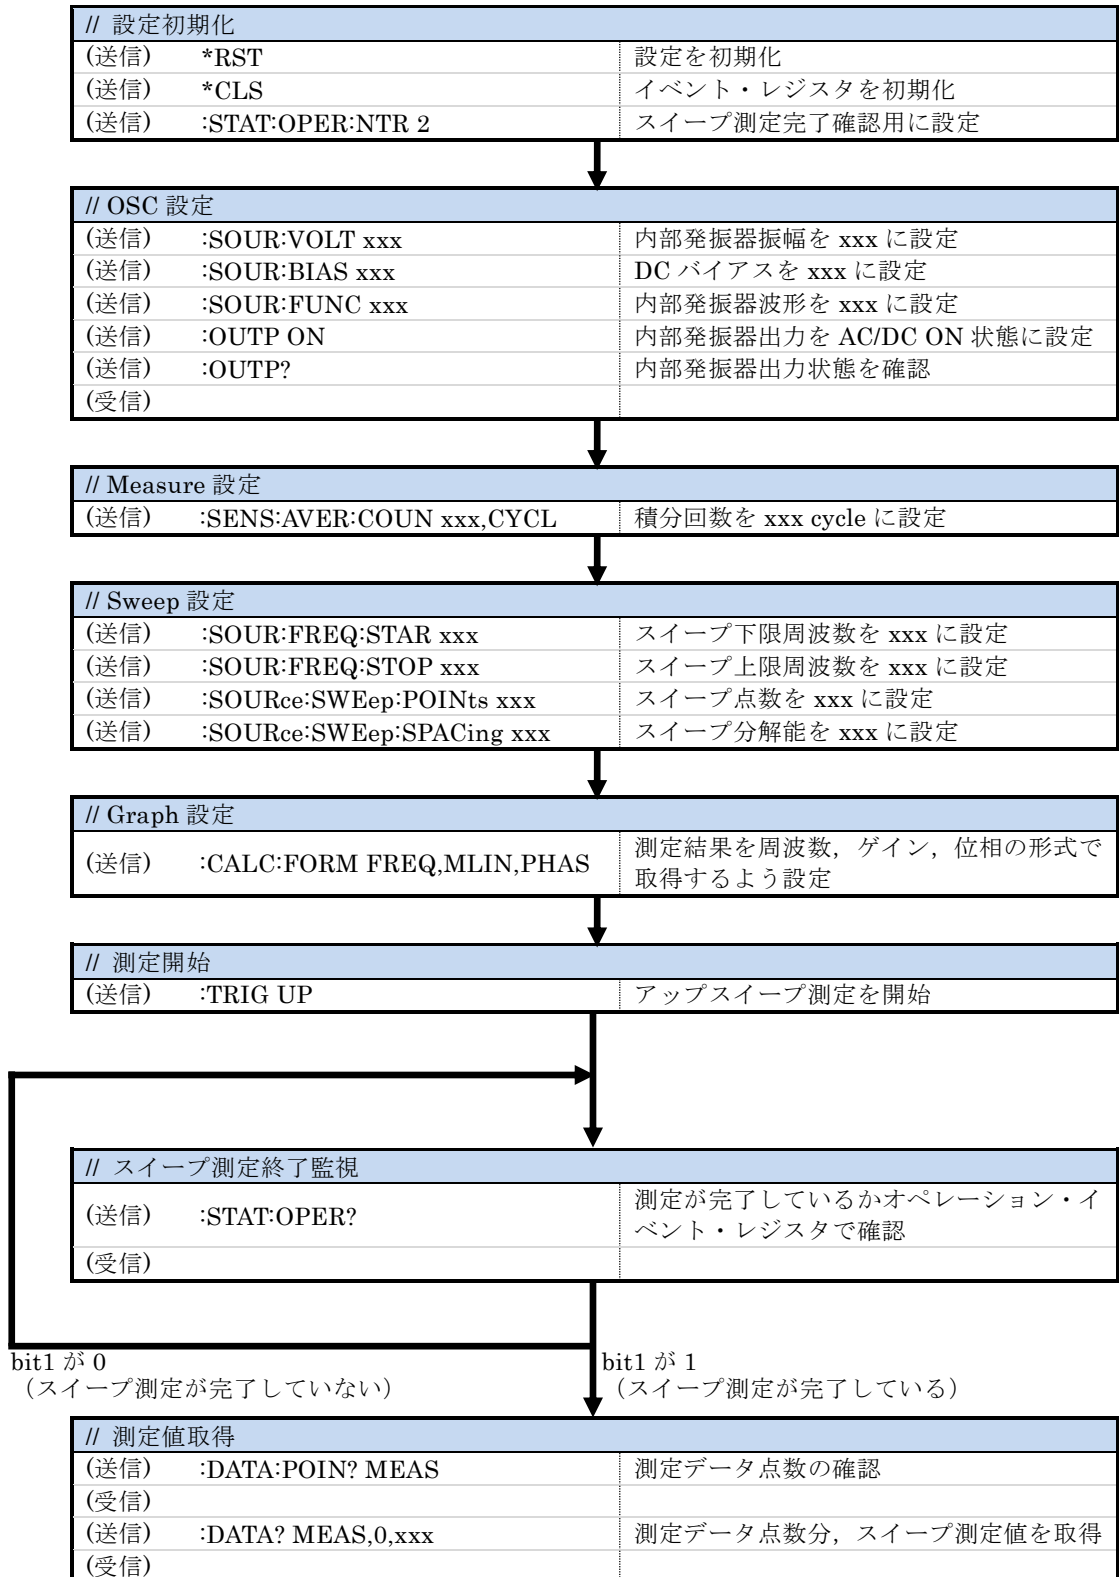 // 設定初期化
(送信) *RST 設定を初期化
(送信) *CLS イベント・レジスタを初期化
(送信) :STAT:OPER:NTR 2 スイープ測定完了確認用に設定
// OSC 設定
(送信) :SOUR:VOLT xxx 内部発振器振幅を xxx に設定
(送信) :SOUR:BIAS xxx DC バイアスを xxx に設定
(送信) :SOUR:FUNC xxx 内部発振器波形を xxx に設定
(送信) :OUTP ON 内部発振器出力を AC/DC ON 状態に設定
(送信) :OUTP? 内部発振器出力状態を確認
(受信)
// Measure 設定
(送信) :SENS:AVER:COUN xxx,CYCL 積分回数を xxx cycle に設定
// Sweep 設定
(送信) :SOUR:FREQ:STAR xxx スイープ下限周波数を xxx に設定
(送信) :SOUR:FREQ:STOP xxx スイープ上限周波数を xxx に設定
(送信) :SOURce:SWEep:POINts xxx スイープ点数を xxx に設定
(送信) :SOURce:SWEep:SPACing xxx スイープ分解能を xxx に設定
// Graph 設定
(送信) :CALC:FORM FREQ,MLIN,PHAS 測定結果を周波数，ゲイン，位相の形式で
取得するよう設定
// 測定開始
(送信) :TRIG UP アップスイープ測定を開始
// スイープ測定終了監視
(送信) :STAT:OPER? 測定が完了しているかオペレーション・イ
ベント・レジスタで確認
(受信)
bit1 が 0
（スイープ測定が完了していない）
bit1 が 1
（スイープ測定が完了している）
// 測定値取得
(送信) :DATA:POIN? MEAS 測定データ点数の確認
(受信)
(送信) :DATA? MEAS,0,xxx 測定データ点数分，スイープ測定値を取得
(受信)